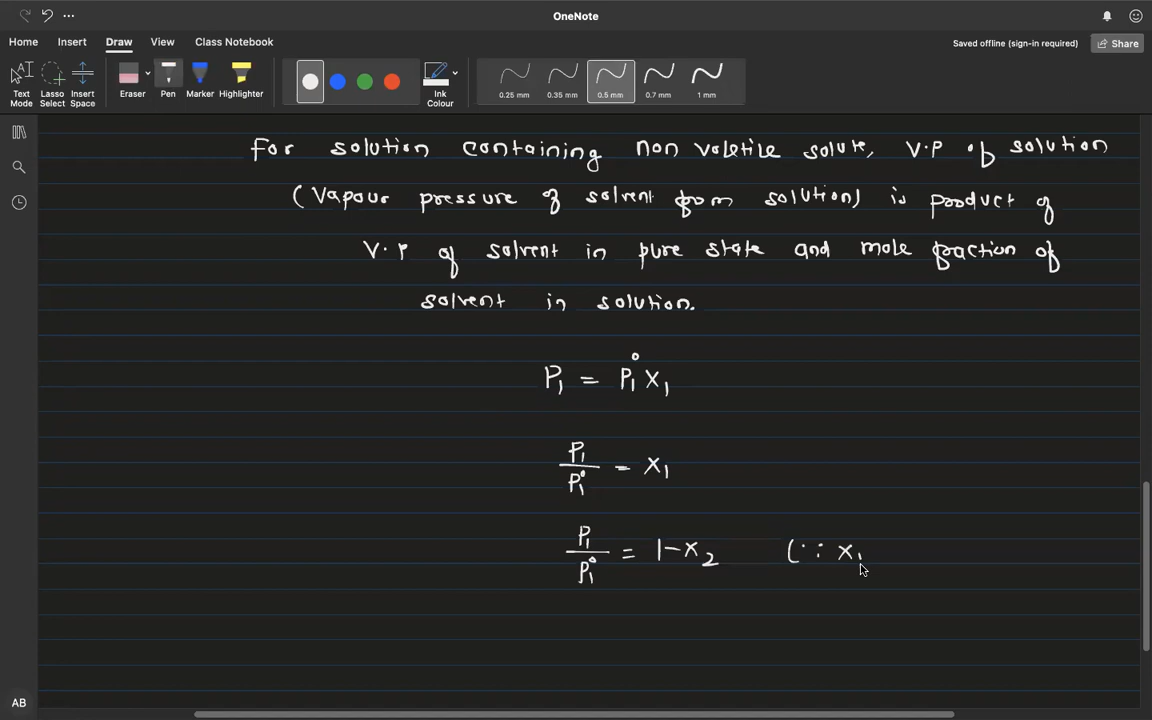 OneNote
Home Insert Draw View Class Notebook
Saved offline (sign-in required) Share
Text Mode Lasso Select Insert Space Eraser Pen Marker Highlighter Ink Colour 0.25 mm 0.35 mm 0.5 mm 0.7 mm 1 mm
For solution containing non voletile solute, V.P of solution
(Vapour pressure of solvent from solution) is product of
V.P of solvent in pure state and mole fraction of
solvent in solution.
P₁ = P₁° X₁
P₁/P₁° = X₁
P₁/P₁° = 1-X₂ (∵ X₁
AB